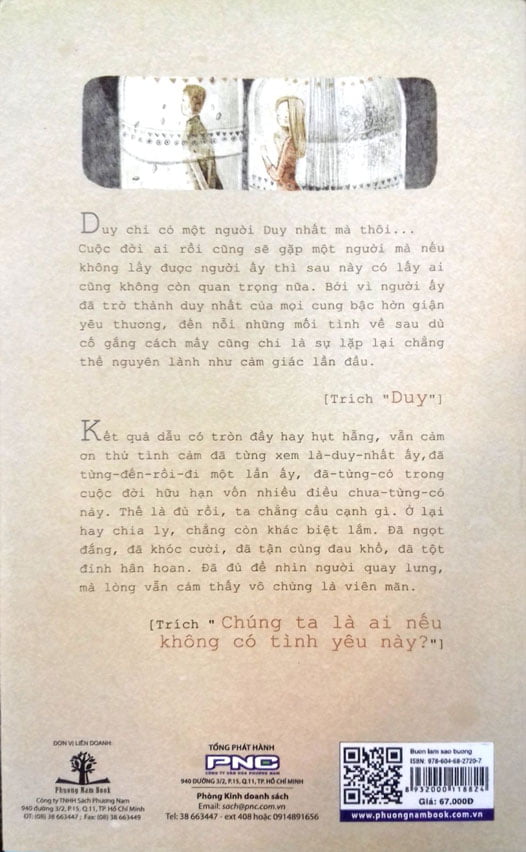 Duy chỉ có một người Duy nhất mà thôi...
Cuộc đời ai rồi cũng sẽ gặp một người mà nếu
không lấy được người ấy thì sau này có lấy ai
cũng không còn quan trọng nữa. Bởi vì người ấy
đã trở thành duy nhất của mọi cung bậc hờn giận
yêu thương, đến nỗi những mối tình về sau dù
cố gắng cách mấy cũng chỉ là sự lặp lại chẳng
thể nguyên lành như cảm giác lần đầu.
[Trích "Duy"]
Kết quả dẫu có tròn đầy hay hụt hẫng, vẫn cảm
ơn thứ tình cảm đã từng xem là-duy-nhất ấy,đã
từng-đến-rồi-đi một lần ấy, đã-từng-có trong
cuộc đời hữu hạn vốn nhiều điều chưa-từng-có
này. Thế là đủ rồi, ta chẳng cầu cạnh gì. Ở lại
hay chia ly, chẳng còn khác biệt lắm. Đã ngọt
đắng, đã khóc cười, đã tận cùng đau khổ, đã tột
đỉnh hân hoan. Đã đủ để nhìn người quay lưng,
mà lòng vẫn cảm thấy vô chừng là viên mãn.
[Trích " Chúng ta là ai nếu
không có tình yêu này?"]
ĐƠN VỊ LIÊN DOANH:
Phuong Nam Book
Công ty TNHH Sách Phương Nam
940 đường 3/2, P.15, Q.11, TP. Hồ Chí Minh
ĐT: (08) 38 663447 - Fax: (08) 38 663449
TỔNG PHÁT HÀNH
PNC
CÔNG TY VĂN HÓA PHƯƠNG NAM
940 ĐƯỜNG 3/2, P.15, Q.11, TP. HỒ CHÍ MINH
Phòng Kinh doanh sách
Email: sach@pnc.com.vn
Tel: 38 663447 - ext 408 hoặc 0914891656
Buon lam sao buong
ISBN: 978-604-68-2720-7
8 932000 118824
Giá: 67.000Đ
www.phuongnambook.com.vn